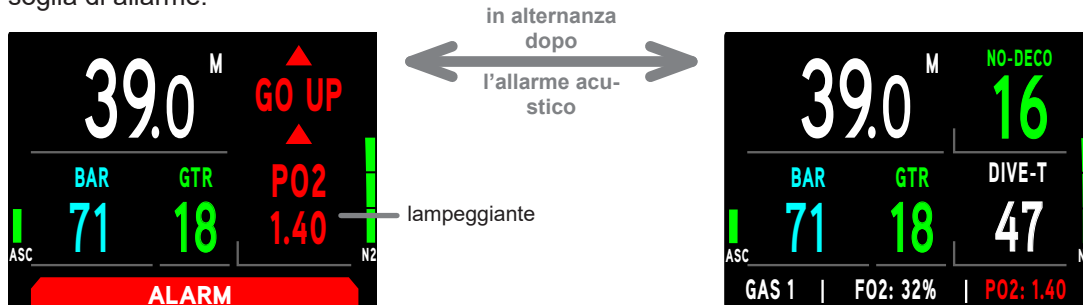 soglia di allarme.
in alternanza
dopo
l'allarme acu-
stico
39.0 M
GO UP
BAR
71
GTR
18
PO2
1.40
lampeggiante
ASC
N2
ALARM
39.0 M
NO-DECO
16
BAR
71
GTR
18
DIVE-T
47
ASC
N
GAS 1 | FO2: 32% | PO2: 1.40